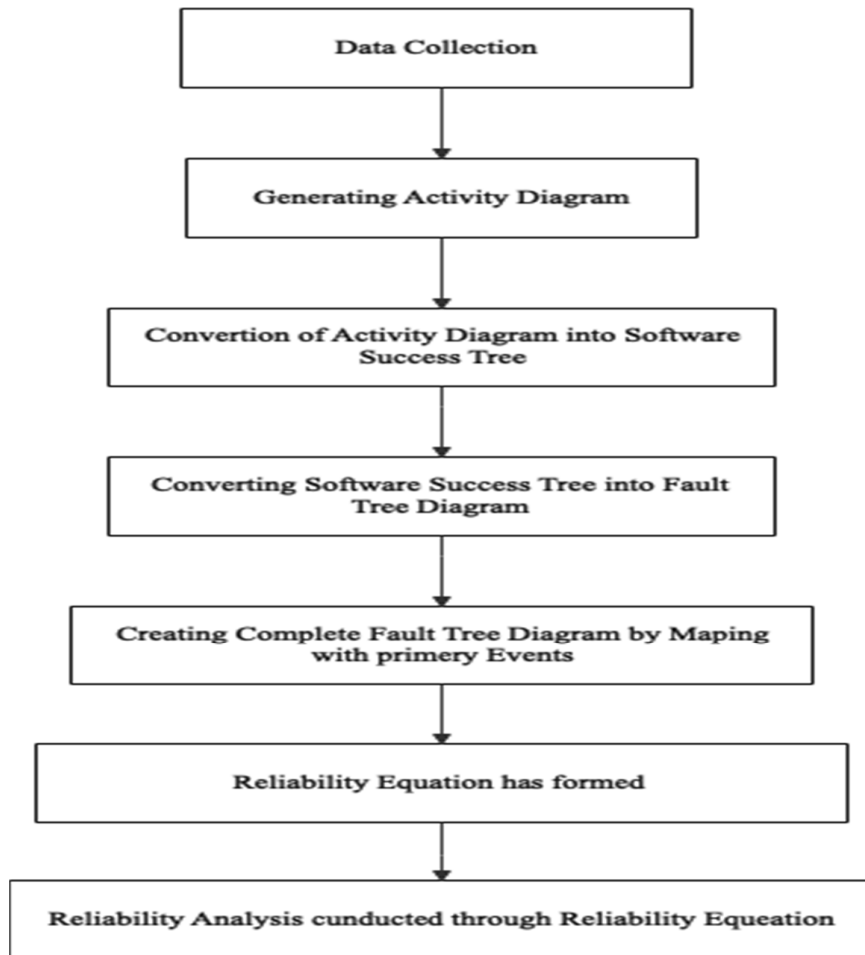 Data Collection
Generating Activity Diagram
Convertion of Activity Diagram into Software
Success Tree
Converting Software Success Tree into Fault
Tree Diagram
Creating Complete Fault Tree Diagram by Maping
with primery Events
Reliability Equation has formed
Reliability Analysis cunducted through Reliability Equeation